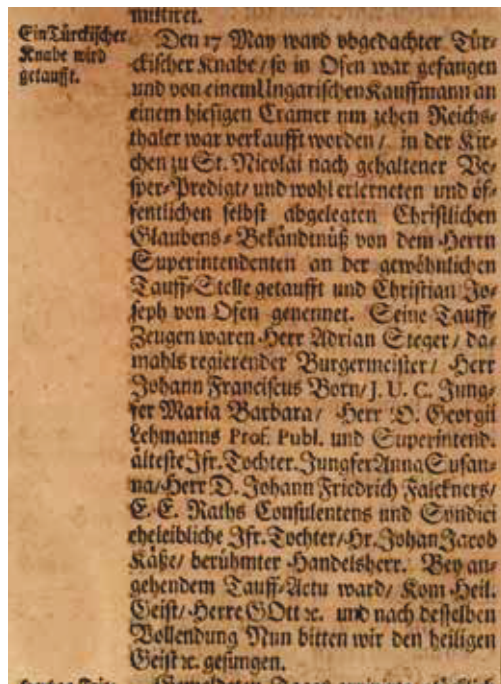 mittiret.
Ein Türckischer
Knabe wird
getaufft.
Den 17 May ward obgedachter Tür-
ckischer Knabe / so in Ofen war gefangen
und von einem Ungarischen Kauffmann an
einem hiesigen Cramer um zehen Reichs-
thaler war verkaufft worden / in der Kir-
chen zu St. Nicolai nach gehaltener Ve-
sper-Predigt / und wohl erlerneten und öf-
fentlichen selbst abgelegten Christlichen
Glaubens-Bekändtnüß von dem Herrn
Superintendenten an der gewöhnlichen
Tauff-Stelle getaufft und Christian Jo-
seph von Ofen genennet. Seine Tauff-
Zeugen waren Herr Adrian Steger / da-
mahls regierender Burgermeister / Herr
Johann Franciscus Born / J. U. C. Jung-
fer Maria Barbara / Herr D. Georgii
Lehmanns Prof. Publ. und Superintend.
älteste Jfr. Tochter. Jungfer Anna Susan-
na / Herr D. Johann Friedrich Falckners /
E. E. Raths Consulentens und Syndici
eheleibliche Jfr. Tochter / Hr. Johan Jacob
Käße / berühmter Handelsherr. Bey an-
gehendem Tauff-Actu ward / Kom Heil.
Geist / Herre GOtt ꝛc. und nach desselben
Vollendung Nun bitten wir den heiligen
Geist ꝛc. gesungen.